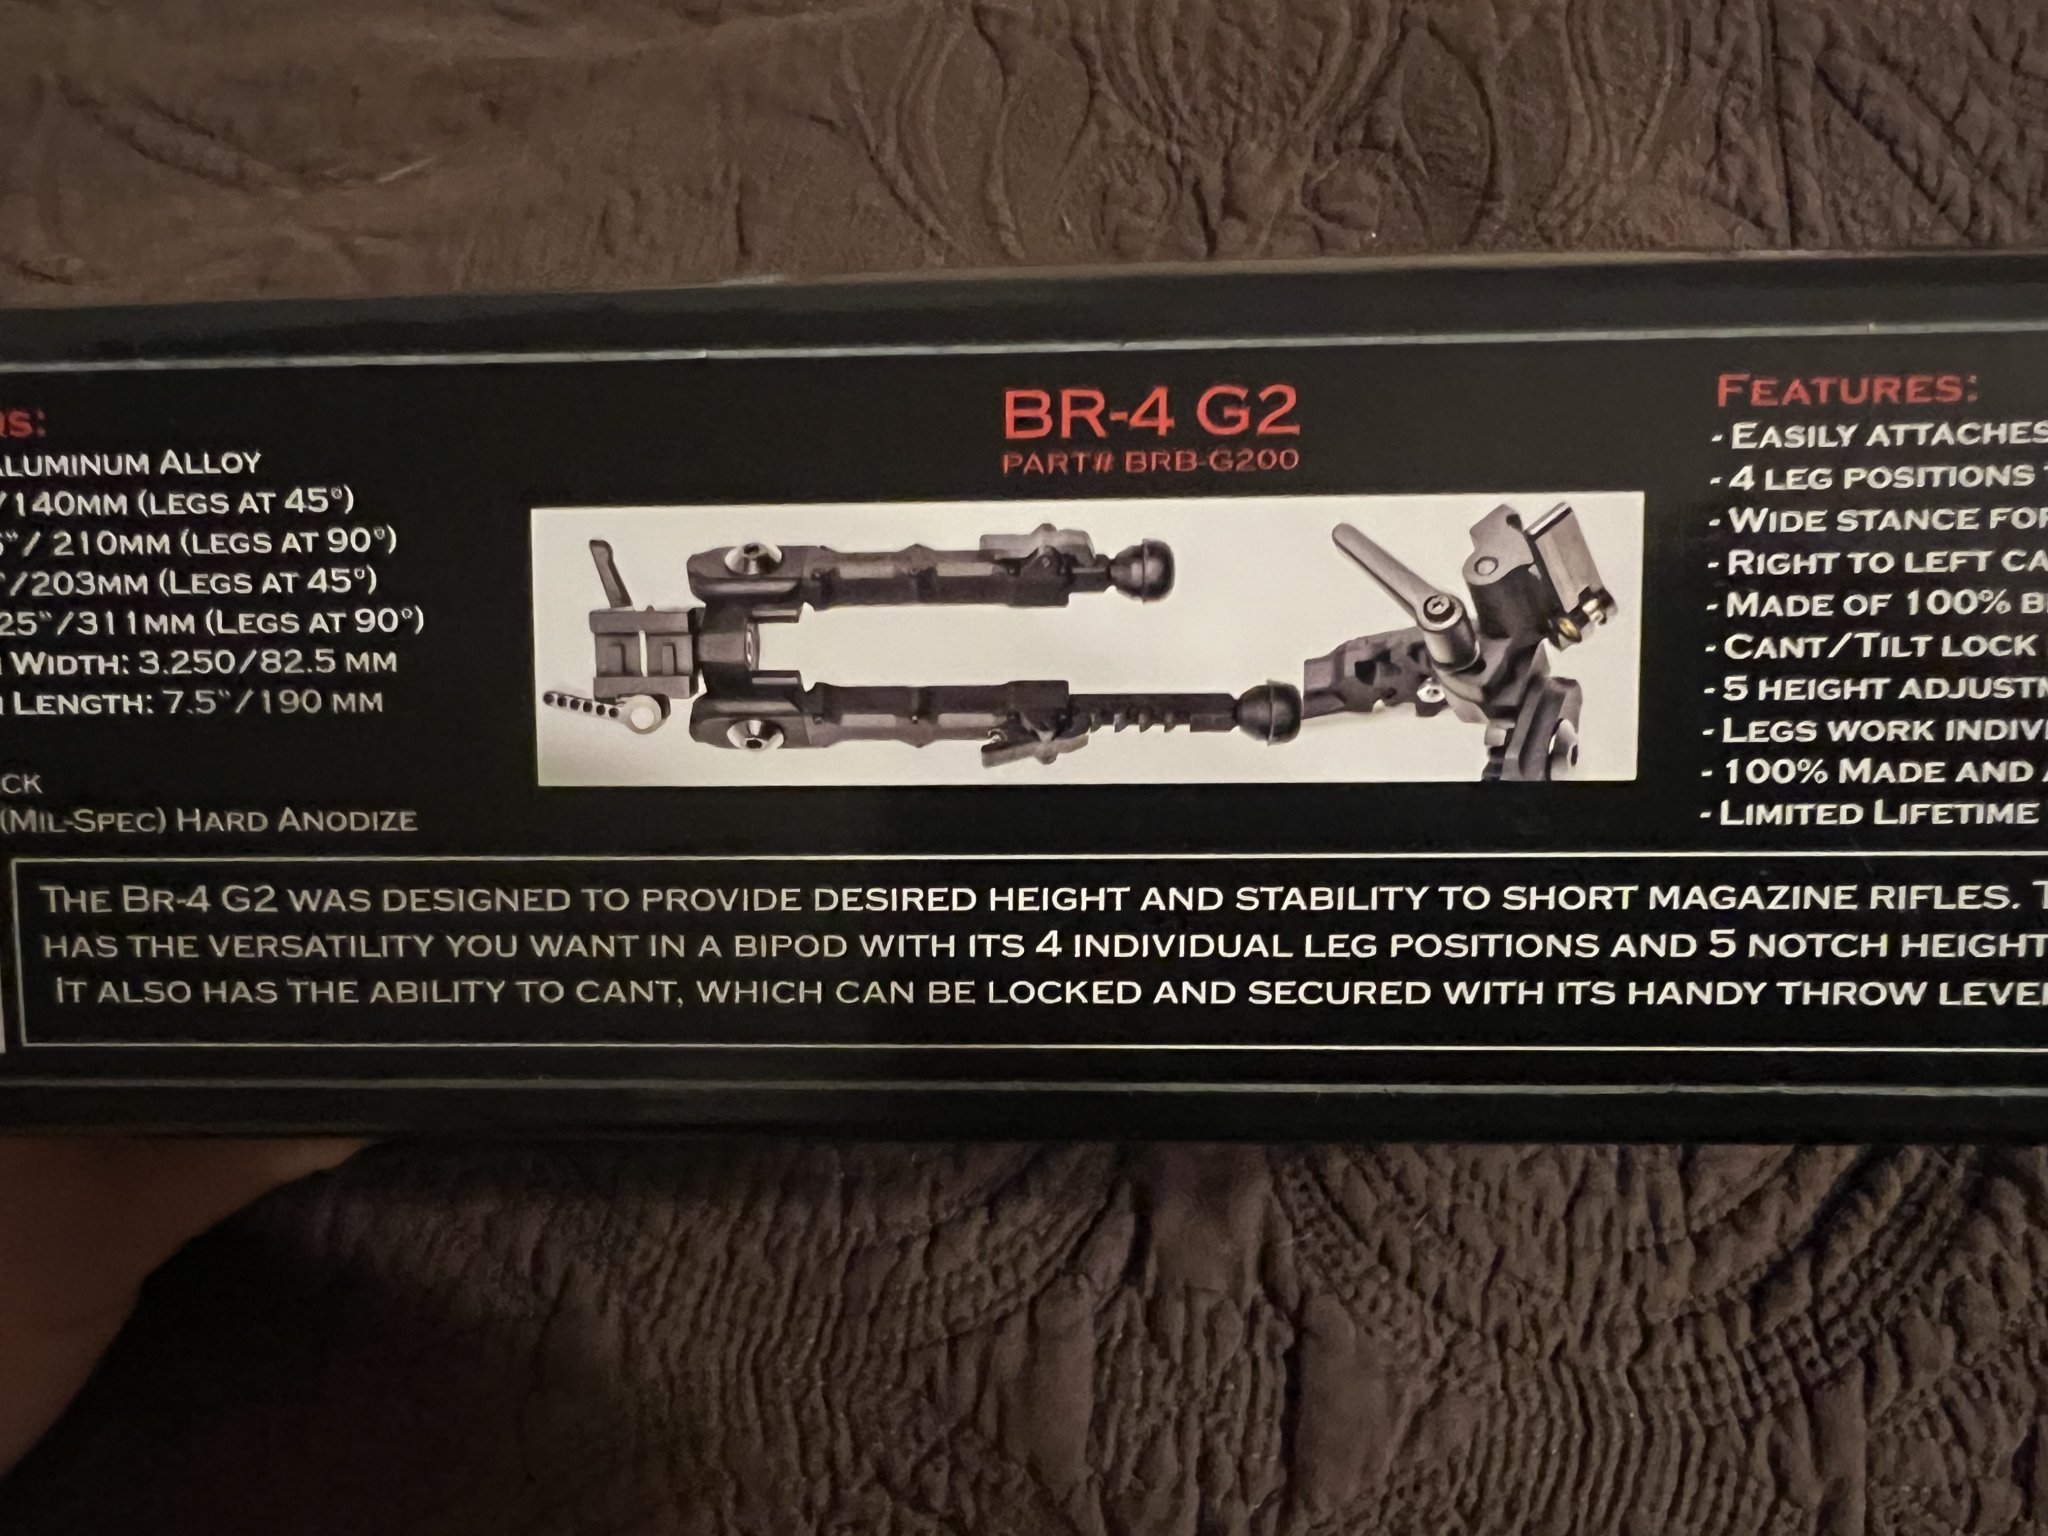 ALUMINUM ALLOY
/140MM (LEGS AT 45°)
"/ 210MM (LEGS AT 90°)
"/203MM (LEGS AT 45°)
25"/311MM (LEGS AT 90°)
WIDTH: 3.250/82.5 MM
LENGTH: 7.5"/190 MM
CK
(MIL-SPEC) HARD ANODIZE
BR-4 G2
PART# BRB-G200
FEATURES:
- EASILY ATTACHES
- 4 LEG POSITIONS
- WIDE STANCE FOR
- RIGHT TO LEFT CA
- MADE OF 100% B
- CANT/TILT LOCK
- 5 HEIGHT ADJUSTM
- LEGS WORK INDIVI
- 100% MADE AND A
- LIMITED LIFETIME
THE BR-4 G2 WAS DESIGNED TO PROVIDE DESIRED HEIGHT AND STABILITY TO SHORT MAGAZINE RIFLES. T
HAS THE VERSATILITY YOU WANT IN A BIPOD WITH ITS 4 INDIVIDUAL LEG POSITIONS AND 5 NOTCH HEIGHT
IT ALSO HAS THE ABILITY TO CANT, WHICH CAN BE LOCKED AND SECURED WITH ITS HANDY THROW LEVE